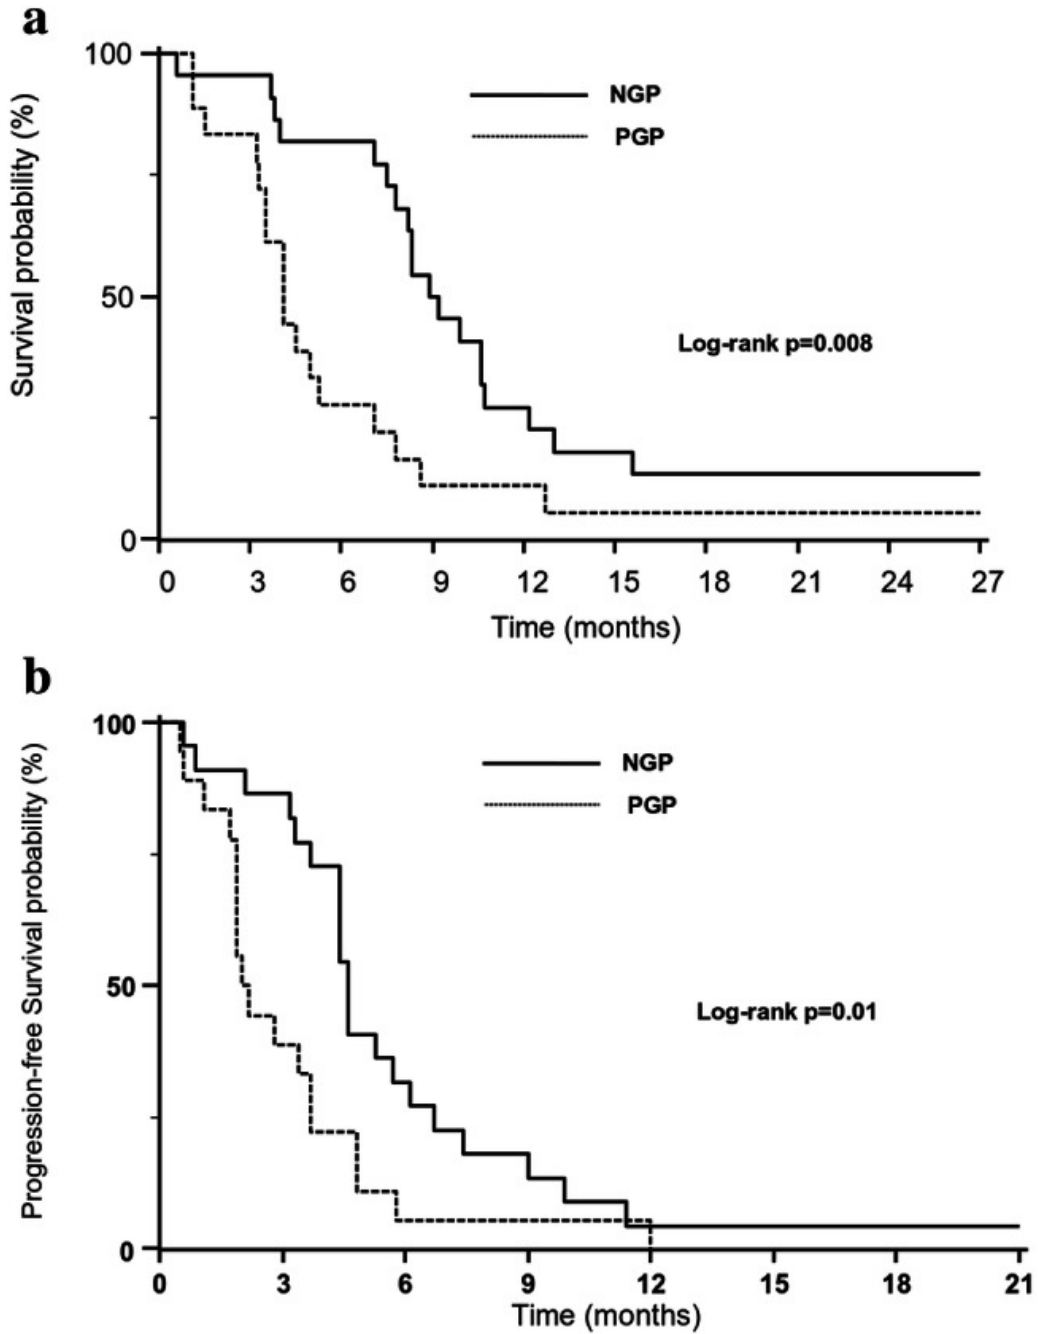 a
Survival probability (%)
100
50
0
NGP
PGP
Log-rank p=0.008
0 3 6 9 12 15 18 21 24 27
Time (months)
b
Progression-free Survival probability (%)
100
50
0
NGP
PGP
Log-rank p=0.01
0 3 6 9 12 15 18 21
Time (months)